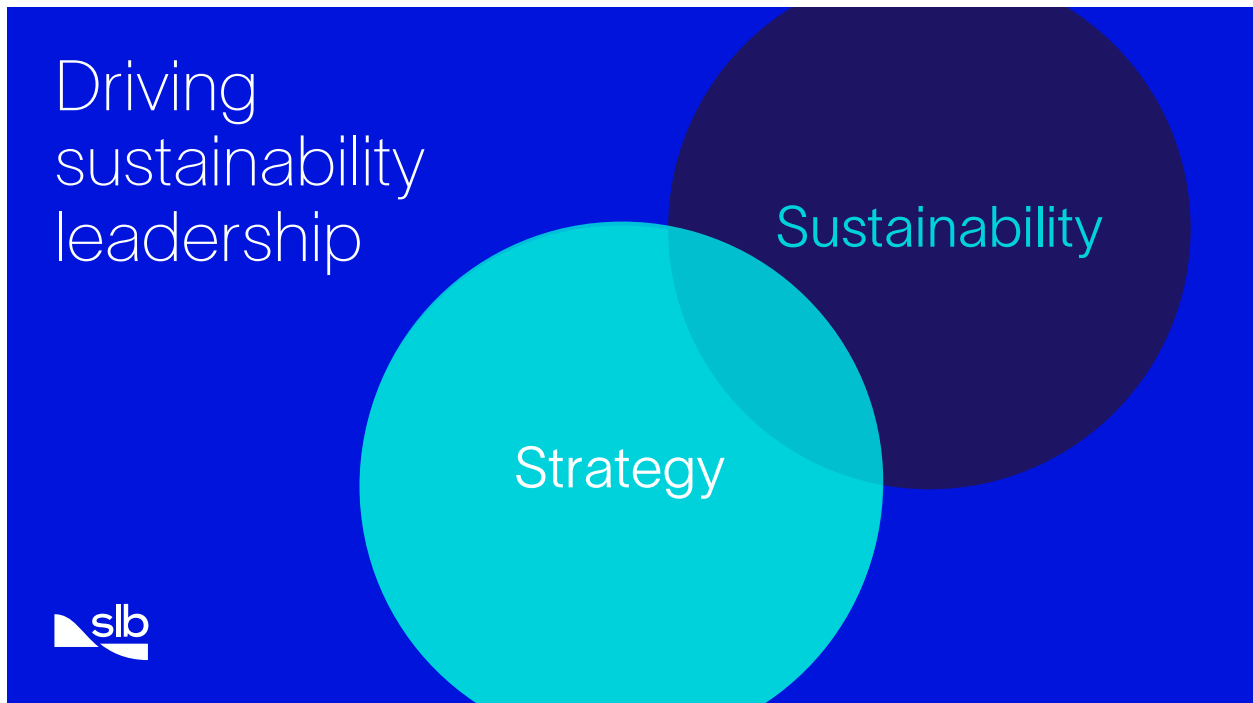 Driving
sustainability
leadership
Sustainability
Strategy
slb